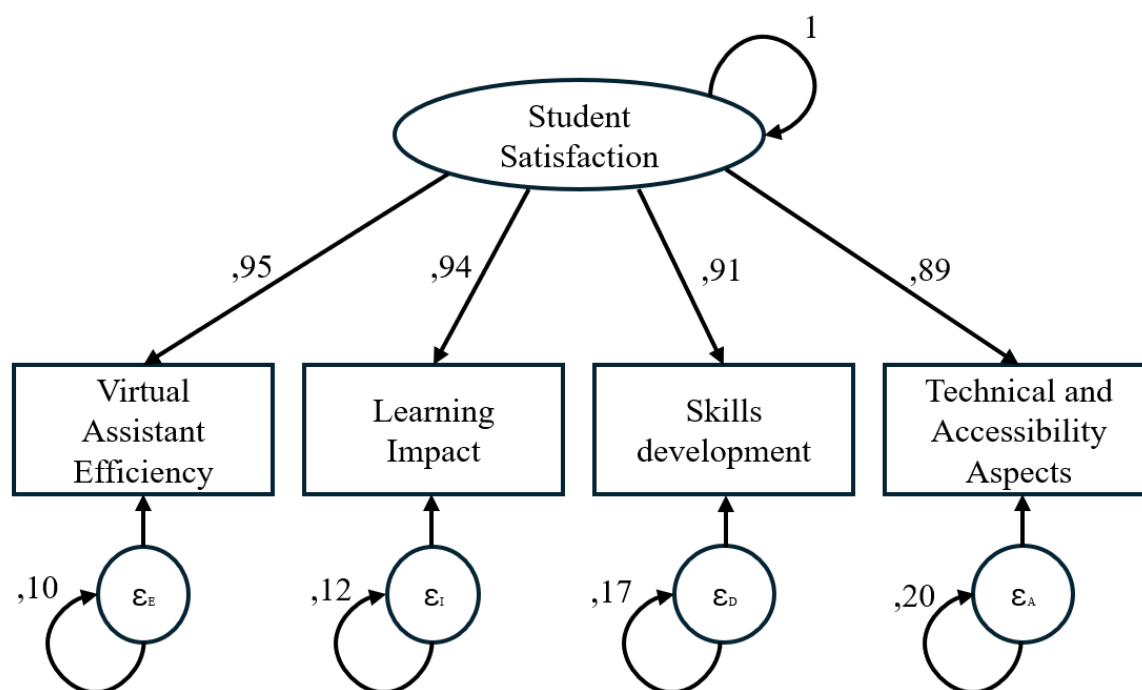 1
Student
Satisfaction
,95
,94
,91
,89
Virtual
Assistant
Efficiency
Learning
Impact
Skills
development
Technical and
Accessibility
Aspects
,10
εE
,12
εI
,17
εD
,20
εA